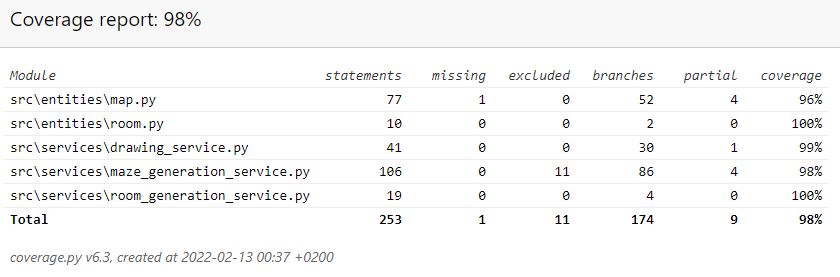 Coverage report: 98%
Module statements missing excluded branches partial coverage
src\entities\map.py 77 1 0 52 4 96%
src\entities\room.py 10 0 0 2 0 100%
src\services\drawing_service.py 41 0 0 30 1 99%
src\services\maze_generation_service.py 106 0 11 86 4 98%
src\services\room_generation_service.py 19 0 0 4 0 100%
Total 253 1 11 174 9 98%
coverage.py v6.3, created at 2022-02-13 00:37 +0200